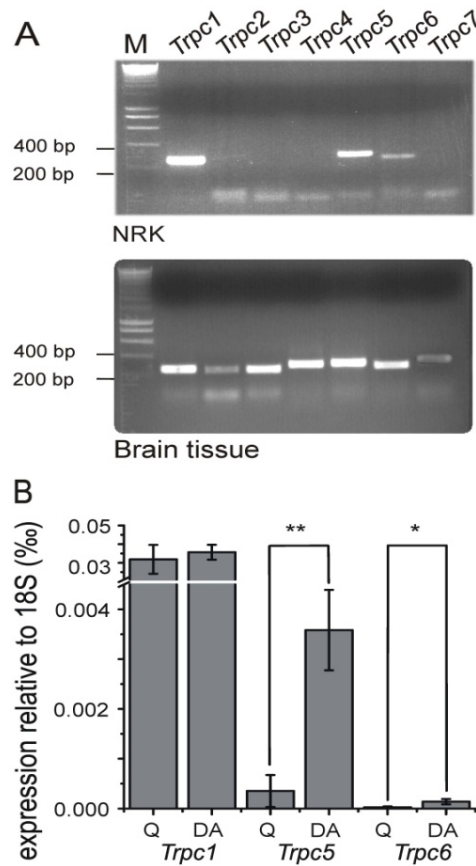 A
M Trpc1 Trpc2 Trpc3 Trpc4 Trpc5 Trpc6 Trpc7
400 bp
200 bp
NRK
400 bp
200 bp
Brain tissue
B
expression relative to 18S (‰)
0.05
0.03
0.004
0.002
0.000
** *
Q DA Q DA Q DA
Trpc1 Trpc5 Trpc6